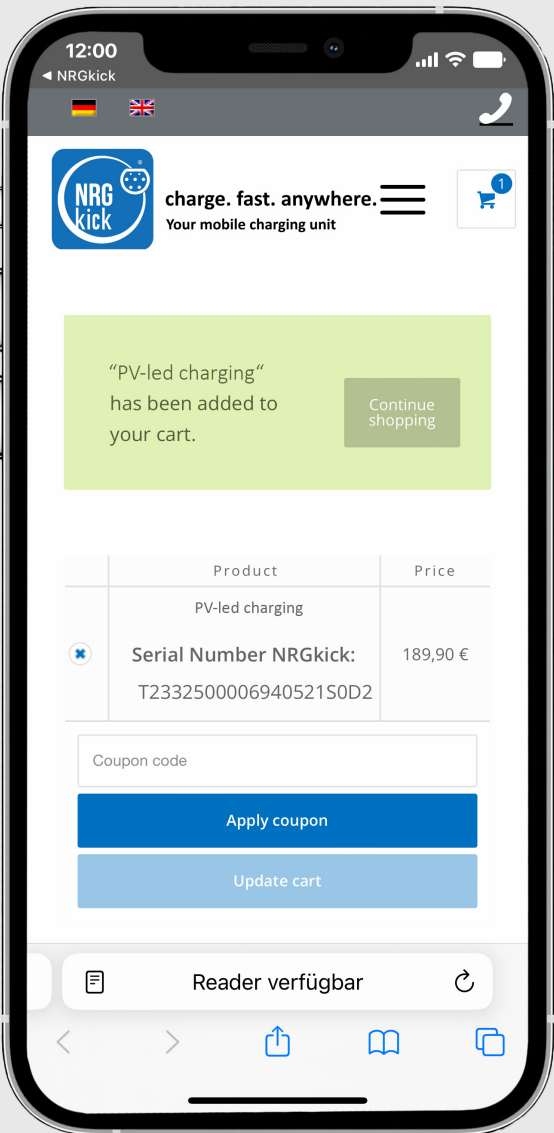 12:00
◀ NRGkick
NRG
kick
®
charge. fast. anywhere.
Your mobile charging unit
1
“PV-led charging“
has been added to
your cart.
Continue
shopping
Product
Price
PV-led charging
Serial Number NRGkick:
T2332500006940521S0D2
189,90 €
Coupon code
Apply coupon
Update cart
Reader verfügbar